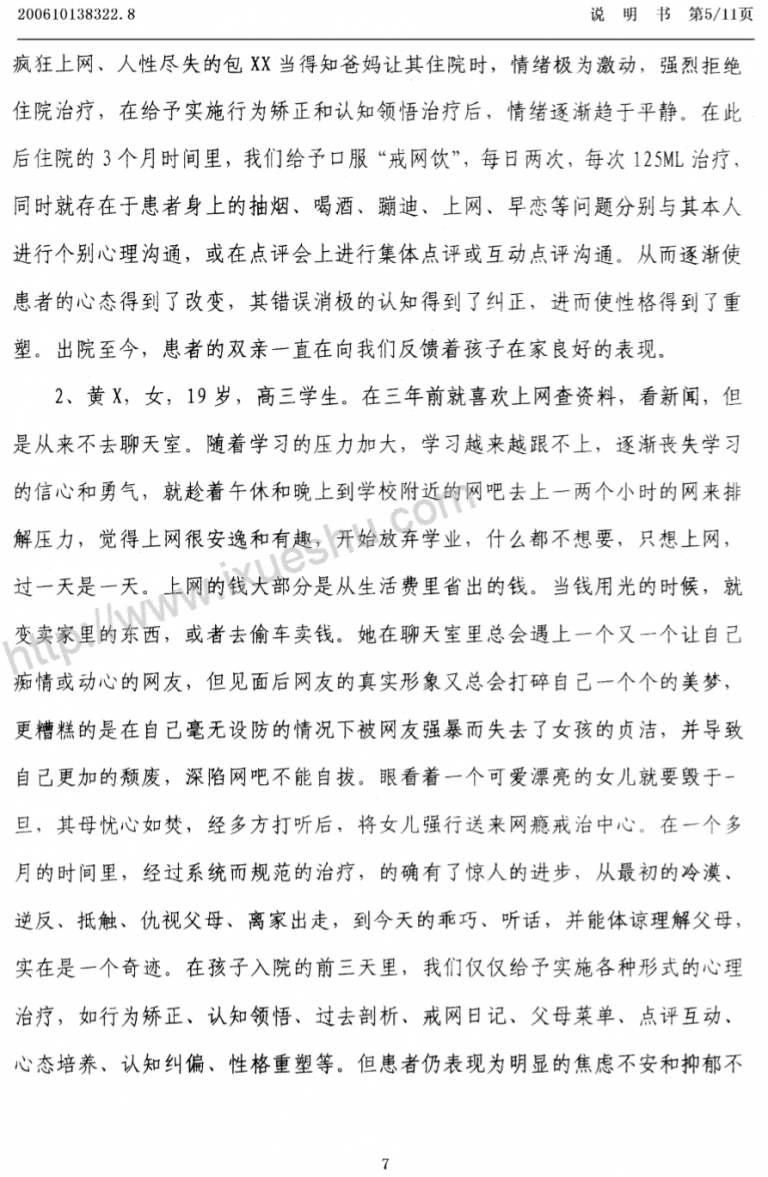 200610138322.8 说 明 书 第5/11页
疯狂上网、人性尽失的包 XX 当得知爸妈让其住院时，情绪极为激动，强烈拒绝
住院治疗，在给予实施行为矫正和认知领悟治疗后，情绪逐渐趋于平静。在此
后住院的 3 个月时间里，我们给予口服“戒网饮”，每日两次，每次 125ML 治疗，
同时就存在于患者身上的抽烟、喝酒、蹦迪、上网、早恋等问题分别与其本人
进行个别心理沟通，或在点评会上进行集体点评或互动点评沟通。从而逐渐使
患者的心态得到了改变，其错误消极的认知得到了纠正，进而使性格得到了重
塑。出院至今，患者的双亲一直在向我们反馈着孩子在家良好的表现。
2、黄 X，女，19 岁，高三学生。在三年前就喜欢上网查资料，看新闻，但
是从来不去聊天室。随着学习的压力加大，学习越来越跟不上，逐渐丧失学习
的信心和勇气，就趁着午休和晚上到学校附近的网吧去上一两个小时的网来排
解压力，觉得上网很安逸和有趣，开始放弃学业，什么都不想要，只想上网，
过一天是一天。上网的钱大部分是从生活费里省出的钱。当钱用光的时候，就
变卖家里的东西，或者去偷车卖钱。她在聊天室里总会遇上一个又一个让自己
痴情或动心的网友，但见面后网友的真实形象又总会打碎自己一个个的美梦，
更糟糕的是在自己毫无设防的情况下被网友强暴而失去了女孩的贞洁，并导致
自己更加的颓废，深陷网吧不能自拔。眼看着一个可爱漂亮的女儿就要毁于一
旦，其母忧心如焚，经多方打听后，将女儿强行送来网瘾戒治中心。在一个多
月的时间里，经过系统而规范的治疗，的确有了惊人的进步，从最初的冷漠、
逆反、抵触、仇视父母、离家出走，到今天的乖巧、听话，并能体谅理解父母，
实在是一个奇迹。在孩子入院的前三天里，我们仅仅给予实施各种形式的心理
治疗，如行为矫正、认知领悟、过去剖析、戒网日记、父母菜单、点评互动、
心态培养、认知纠偏、性格重塑等。但患者仍表现为明显的焦虑不安和抑郁不
http://www.ixueshu.com
7